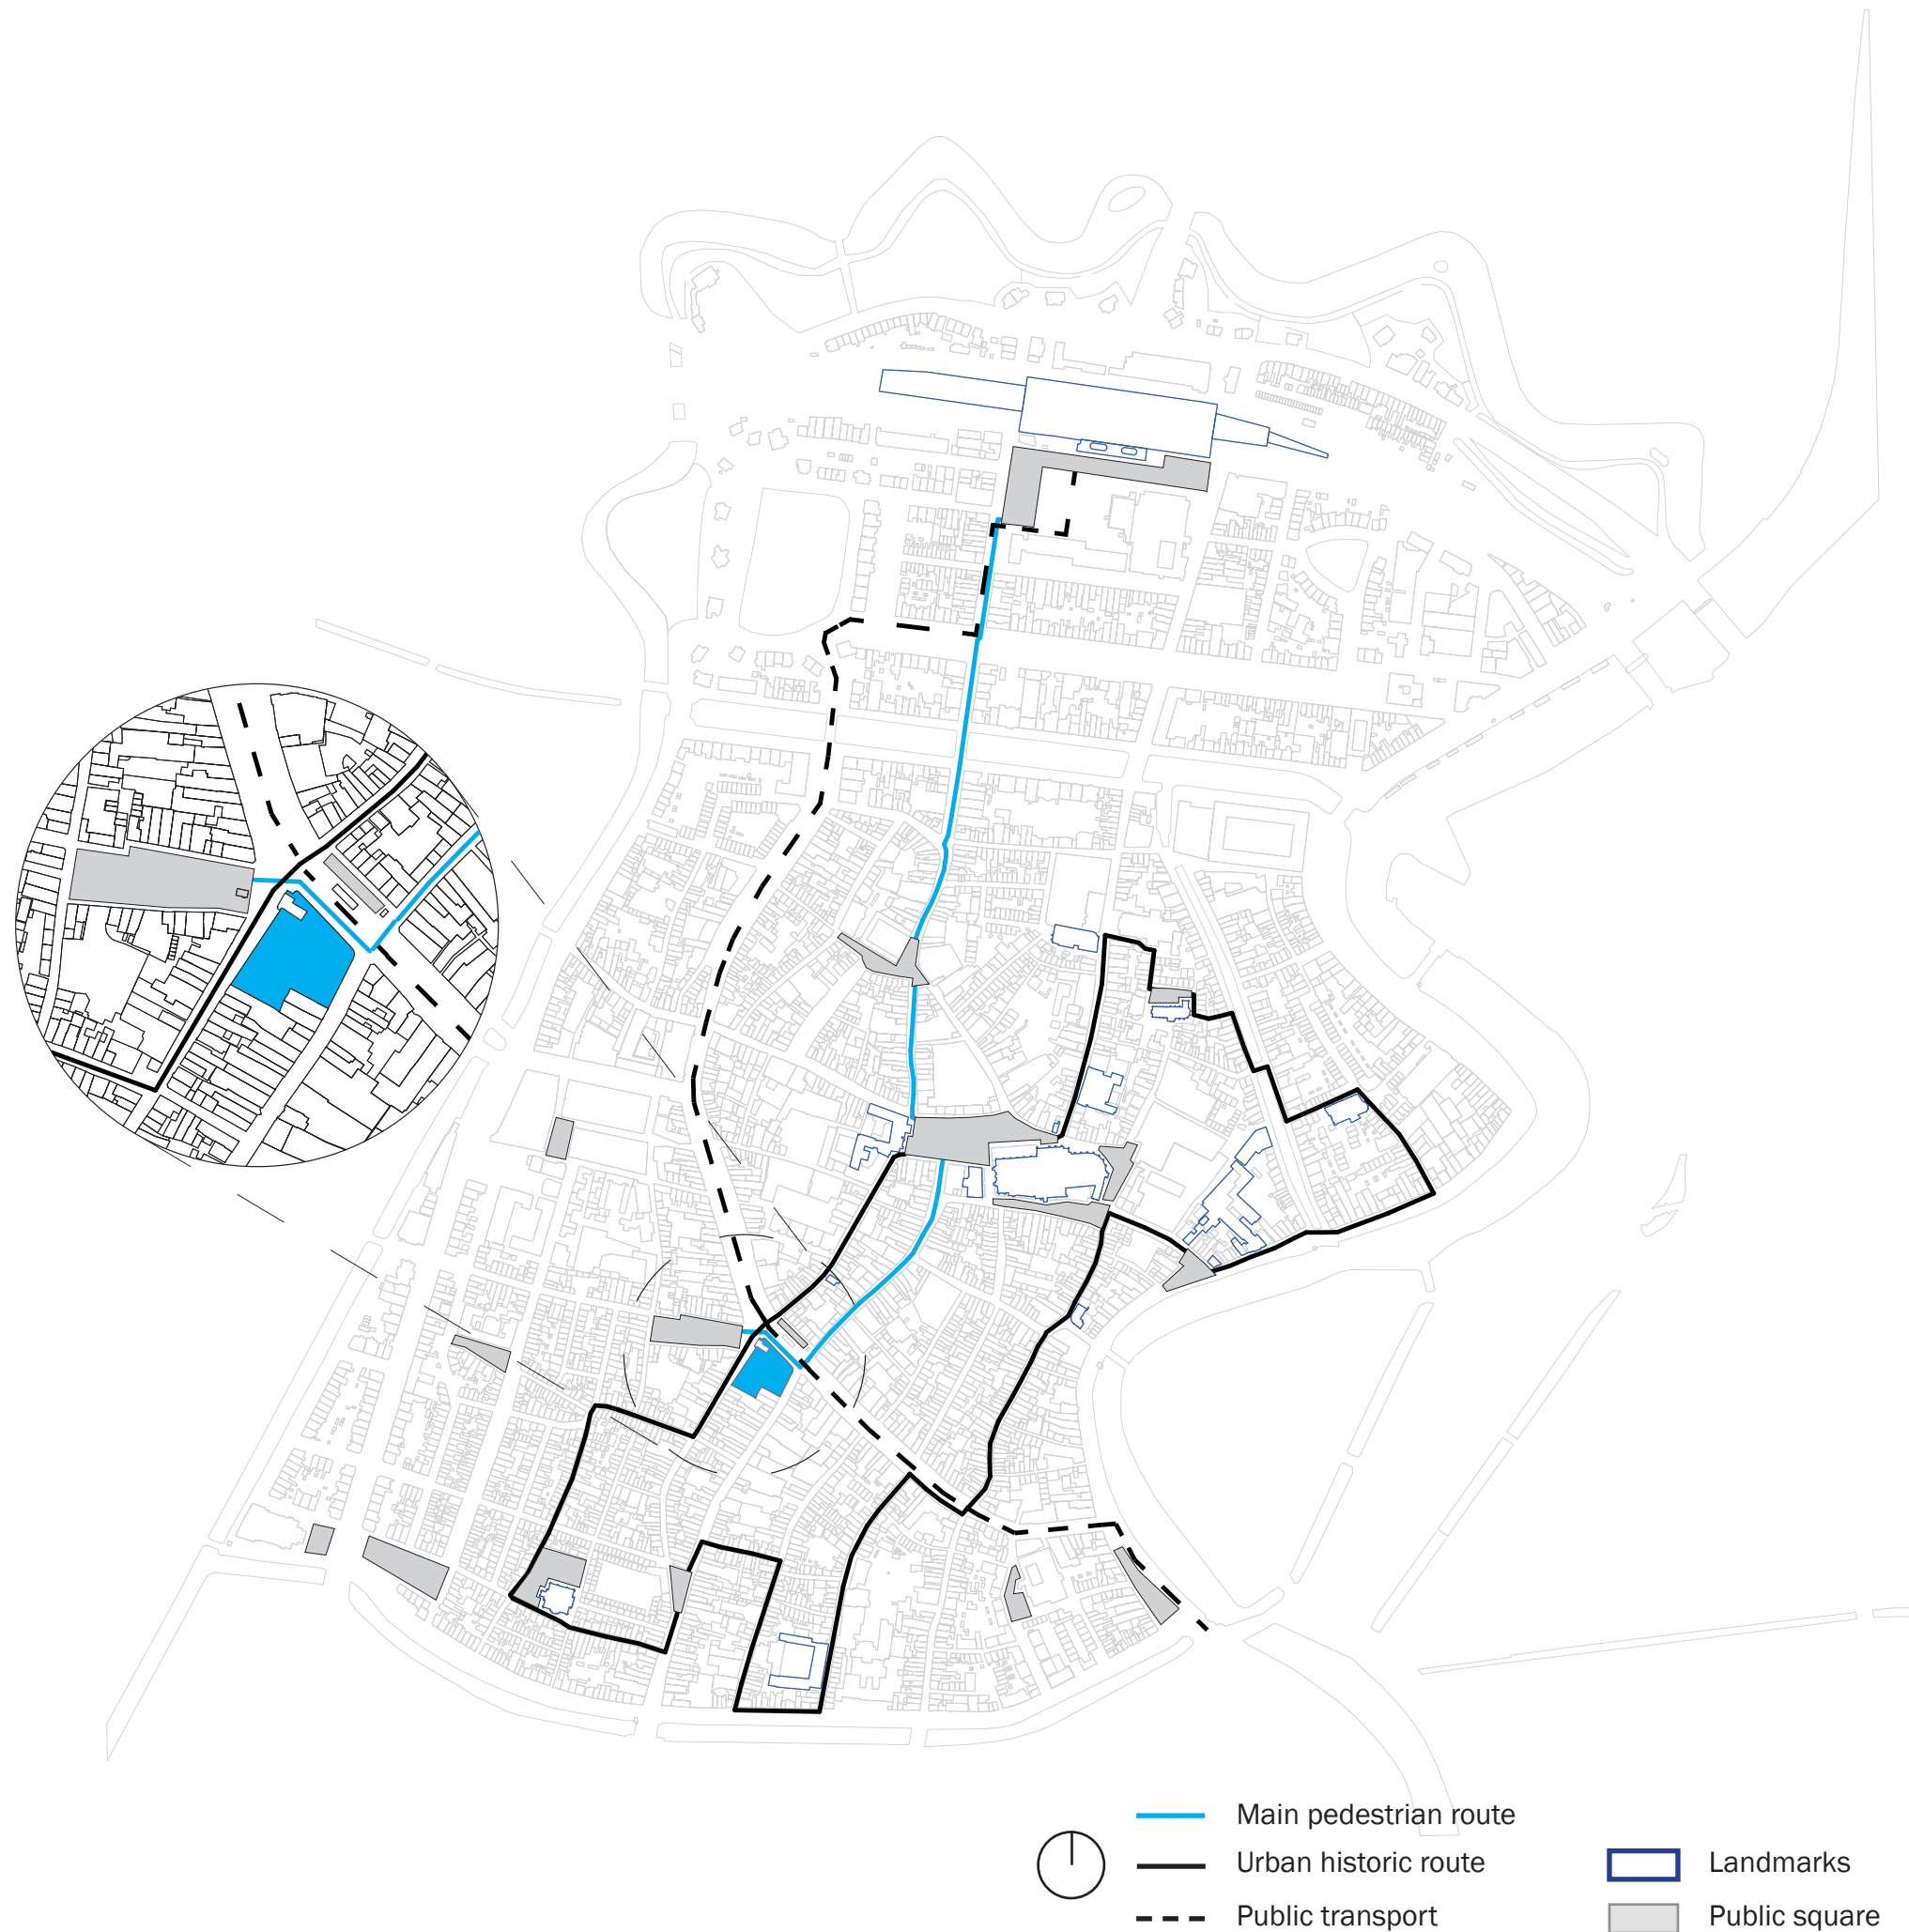 Main pedestrian route
Urban historic route
Public transport
Landmarks
Public square